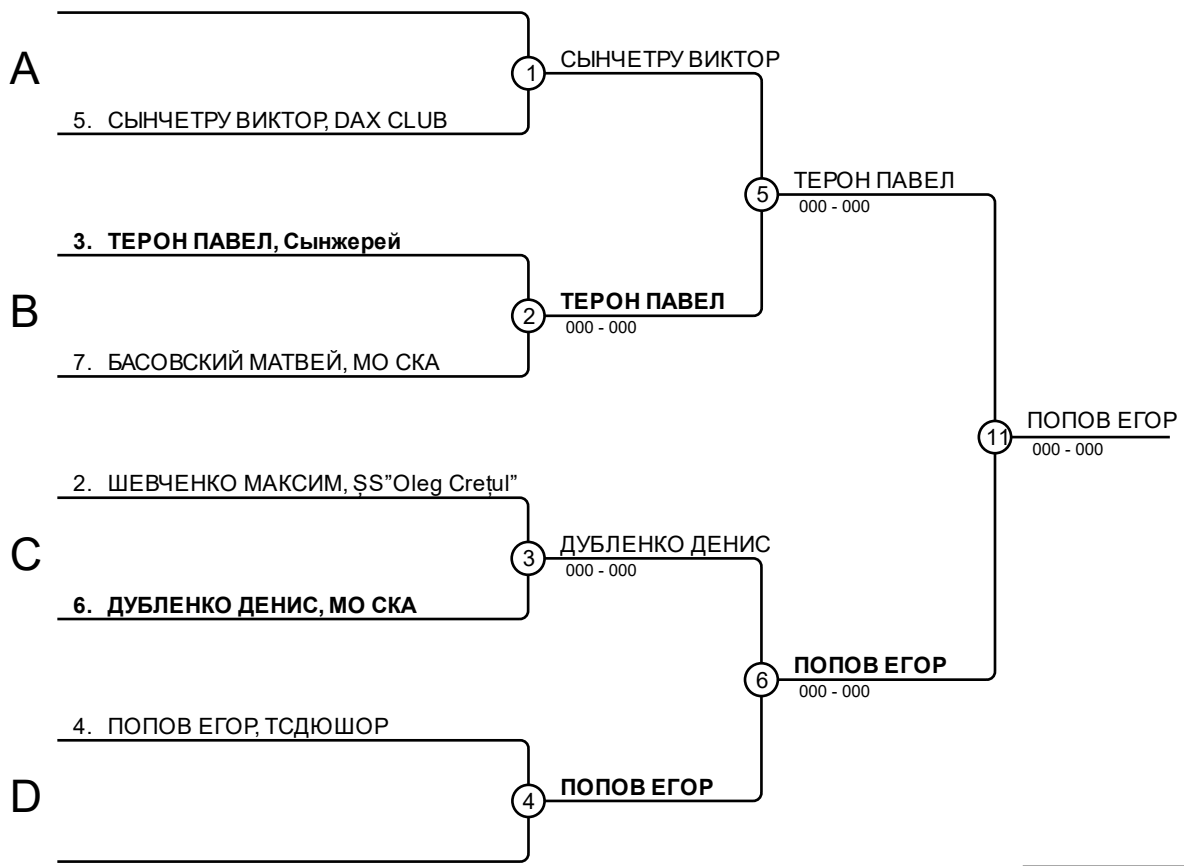 A
1
СЫНЧЕТРУ ВИКТОР
5. СЫНЧЕТРУ ВИКТОР, DAX CLUB
5
ТЕРОН ПАВЕЛ
000 - 000
3. ТЕРОН ПАВЕЛ, Сынжерей
B
2
ТЕРОН ПАВЕЛ
000 - 000
7. БАСОВСКИЙ МАТВЕЙ, МО СКА
11
ПОПОВ ЕГОР
000 - 000
2. ШЕВЧЕНКО МАКСИМ, ȘS”Oleg Crețul”
C
3
ДУБЛЕНКО ДЕНИС
000 - 000
6. ДУБЛЕНКО ДЕНИС, МО СКА
6
ПОПОВ ЕГОР
000 - 000
4. ПОПОВ ЕГОР, ТСДЮШОР
D
4
ПОПОВ ЕГОР